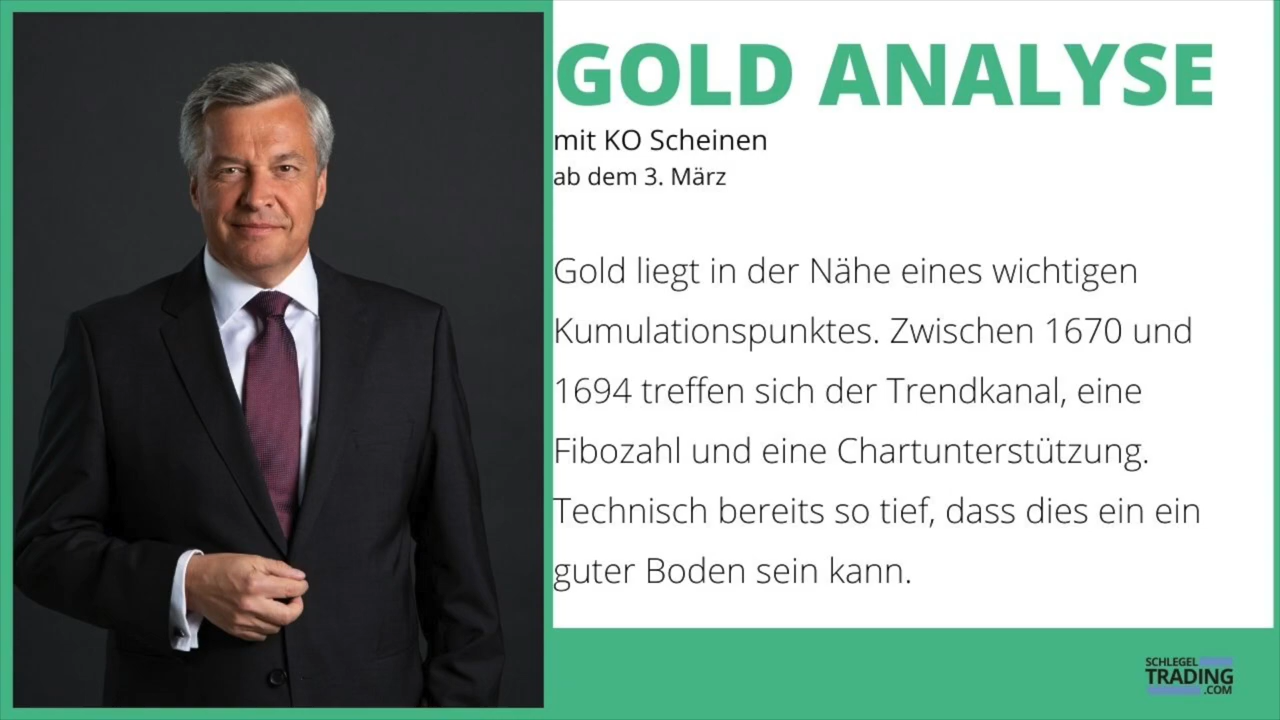 GOLD ANALYSE
mit KO Scheinen
ab dem 3. März
Gold liegt in der Nähe eines wichtigen
Kumulationspunktes. Zwischen 1670 und
1694 treffen sich der Trendkanal, eine
Fibozahl und eine Chartunterstützung.
Technisch bereits so tief, dass dies ein ein
guter Boden sein kann.
SCHLEGEL
TRADING
.COM